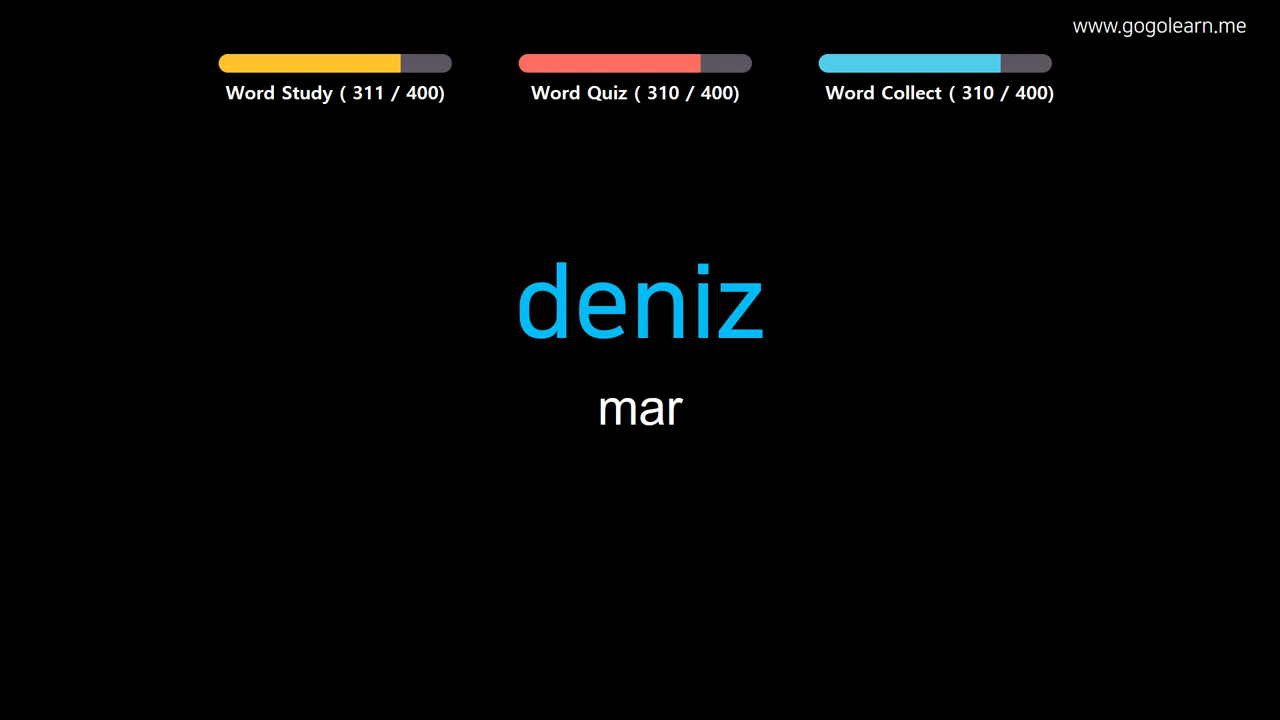 www.gogolearn.me
Word Study ( 311 / 400)
Word Quiz ( 310 / 400)
Word Collect ( 310 / 400)
deniz
mar